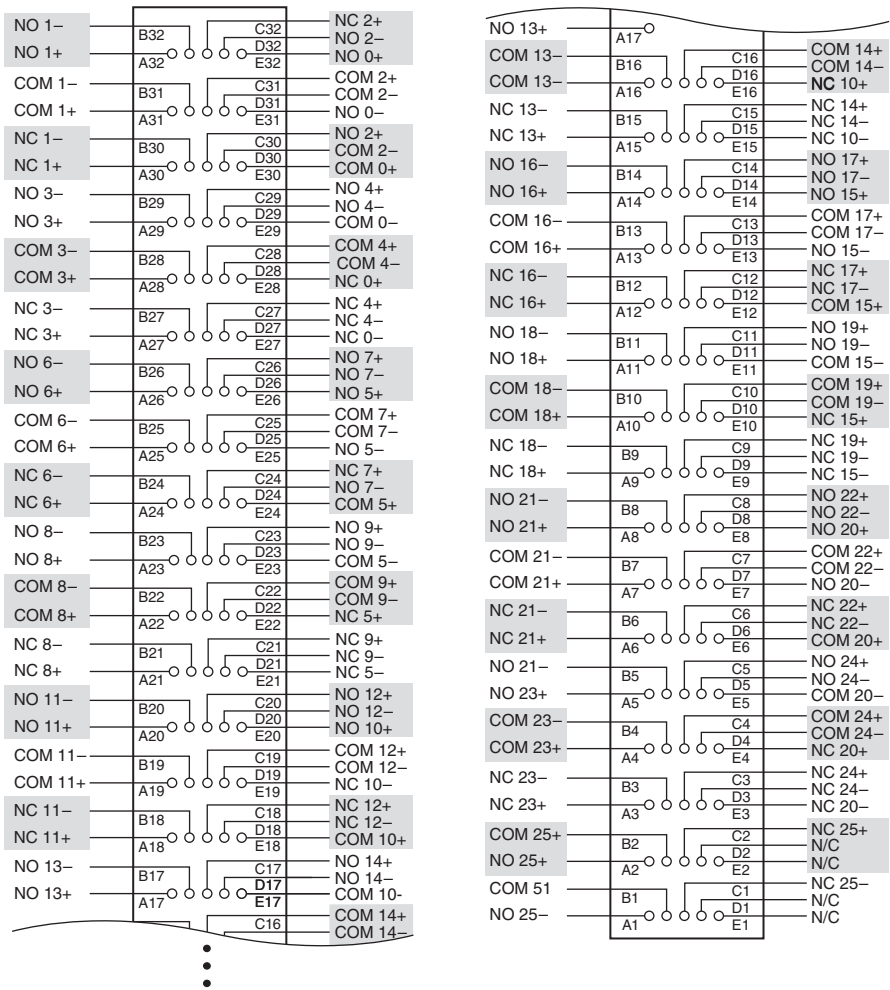 NO 1− B32 C32 NC 2+
D32 NO 2−
NO 1+ A32 E32 NO 0+
COM 1− B31 C31 COM 2+
D31 COM 2−
COM 1+ A31 E31 NO 0−
NC 1− B30 C30 NO 2+
D30 COM 2−
NC 1+ A30 E30 COM 0+
NO 3− B29 C29 NO 4+
D29 NO 4−
NO 3+ A29 E29 COM 0−
COM 3− B28 C28 COM 4+
D28 COM 4−
COM 3+ A28 E28 NC 0+
NC 3− B27 C27 NC 4+
D27 NC 4−
NC 3+ A27 E27 NC 0−
NO 6− B26 C26 NO 7+
D26 NO 7−
NO 6+ A26 E26 NO 5+
COM 6− B25 C25 COM 7+
D25 COM 7−
COM 6+ A25 E25 NO 5−
NC 6− B24 C24 NC 7+
D24 NO 7−
NC 6+ A24 E24 COM 5+
NO 8− B23 C23 NO 9+
D23 NO 9−
NO 8+ A23 E23 COM 5−
COM 8− B22 C22 COM 9+
D22 COM 9−
COM 8+ A22 E22 NC 5+
NC 8− B21 C21 NC 9+
D21 NC 9−
NC 8+ A21 E21 NC 5−
NO 11− B20 C20 NO 12+
D20 NO 12−
NO 11+ A20 E20 NO 10+
COM 11− B19 C19 COM 12+
D19 COM 12−
COM 11+ A19 E19 NC 10−
NC 11− B18 C18 NC 12+
D18 NC 12−
NC 11+ A18 E18 COM 10+
NO 13− B17 C17 NO 14+
D17 NO 14−
NO 13+ A17 E17 COM 10-
C16 COM 14+
COM 14−
NO 13+ A17
COM 13− B16 C16 COM 14+
D16 COM 14−
COM 13− A16 E16 NC 10+
NC 13− B15 C15 NC 14+
D15 NC 14−
NC 13+ A15 E15 NC 10−
NO 16− B14 C14 NO 17+
D14 NO 17−
NO 16+ A14 E14 NO 15+
COM 16− B13 C13 COM 17+
D13 COM 17−
COM 16+ A13 E13 NO 15−
NC 16− B12 C12 NC 17+
D12 NC 17−
NC 16+ A12 E12 COM 15+
NO 18− B11 C11 NO 19+
D11 NO 19−
NO 18+ A11 E11 COM 15−
COM 18− B10 C10 COM 19+
D10 COM 19−
COM 18+ A10 E10 NC 15+
NC 18− B9 C9 NC 19+
D9 NC 19−
NC 18+ A9 E9 NC 15−
NO 21− B8 C8 NO 22+
D8 NO 22−
NO 21+ A8 E8 NO 20+
COM 21− B7 C7 COM 22+
D7 COM 22−
COM 21+ A7 E7 NO 20−
NC 21− B6 C6 NC 22+
D6 NC 22−
NC 21+ A6 E6 COM 20+
NO 21− B5 C5 NO 24+
D5 NO 24−
NO 23+ A5 E5 COM 20−
COM 23− B4 C4 COM 24+
D4 COM 24−
COM 23+ A4 E4 NC 20+
NC 23− B3 C3 NC 24+
D3 NC 24−
NC 23+ A3 E3 NC 20−
COM 25+ B2 C2 NC 25+
D2 N/C
NO 25+ A2 E2 N/C
COM 51 B1 C1 NC 25−
D1 N/C
NO 25− A1 E1 N/C